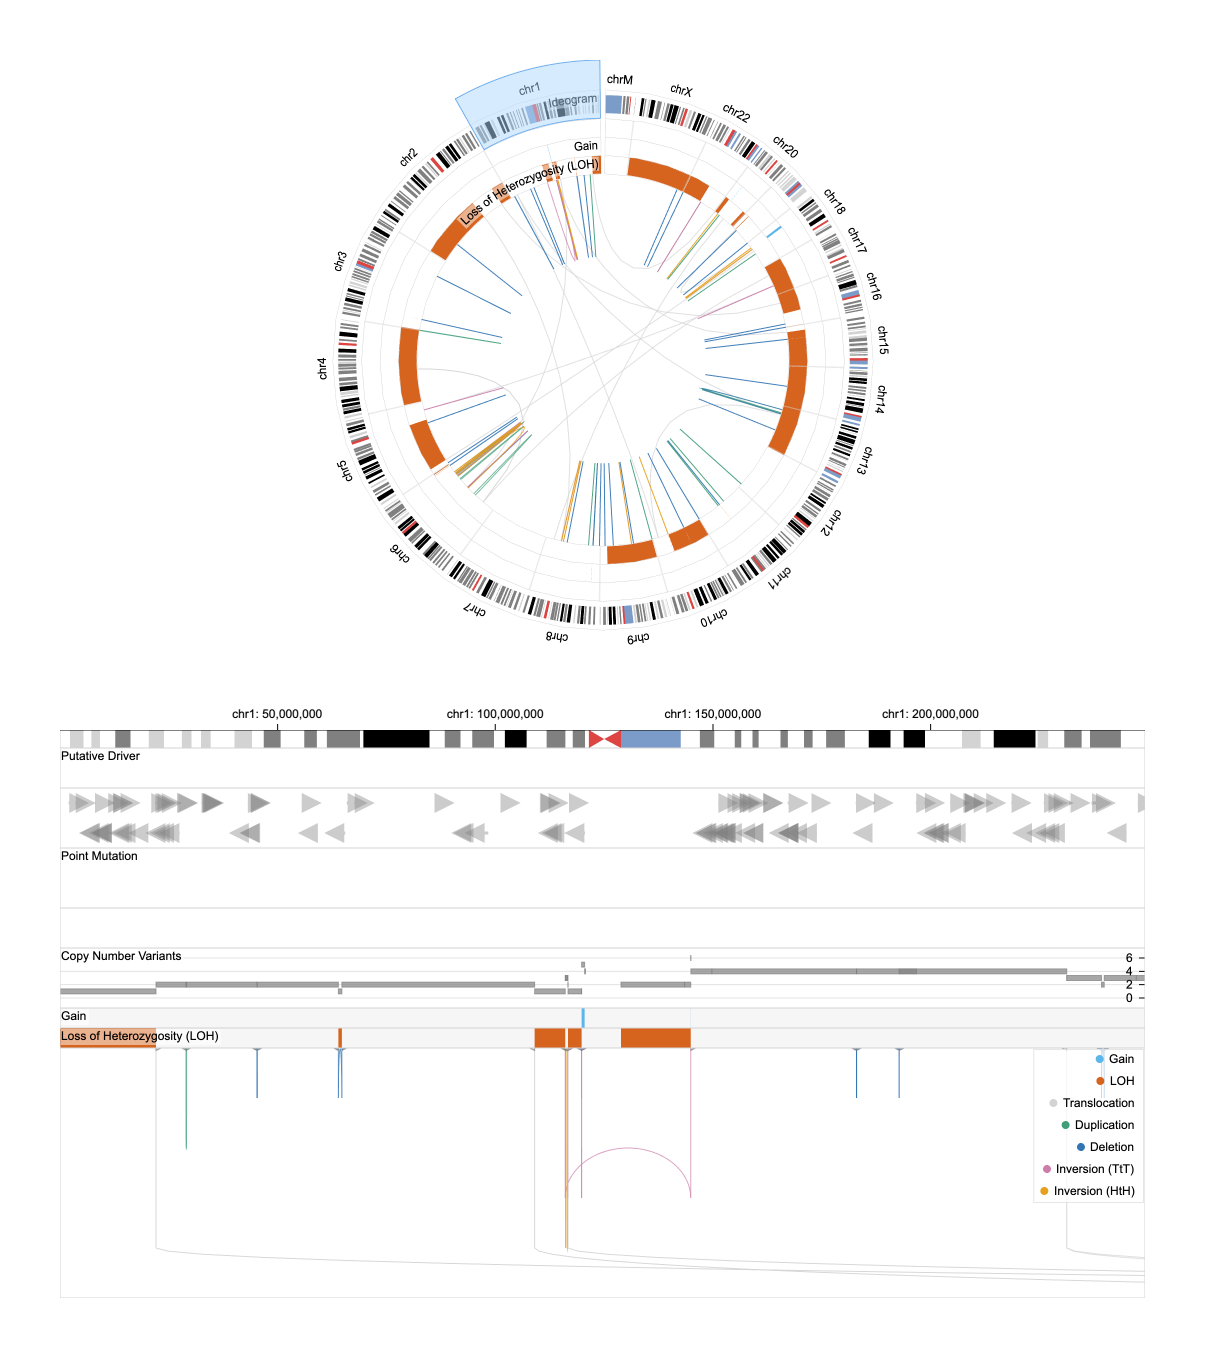 chrM
chrX
chr22
chr20
chr18
chr17
chr16
chr15
chr14
chr13
chr12
chr11
chr10
chr9
chr8
chr7
chr6
chr5
chr4
chr3
chr2
chr1
Ideogram
Gain
Loss of Heterozygosity (LOH)
chr1: 50,000,000
chr1: 100,000,000
chr1: 150,000,000
chr1: 200,000,000
Putative Driver
Point Mutation
Copy Number Variants
6
4
2
0
Gain
Loss of Heterozygosity (LOH)
Gain
LOH
Translocation
Duplication
Deletion
Inversion (TtT)
Inversion (HtH)